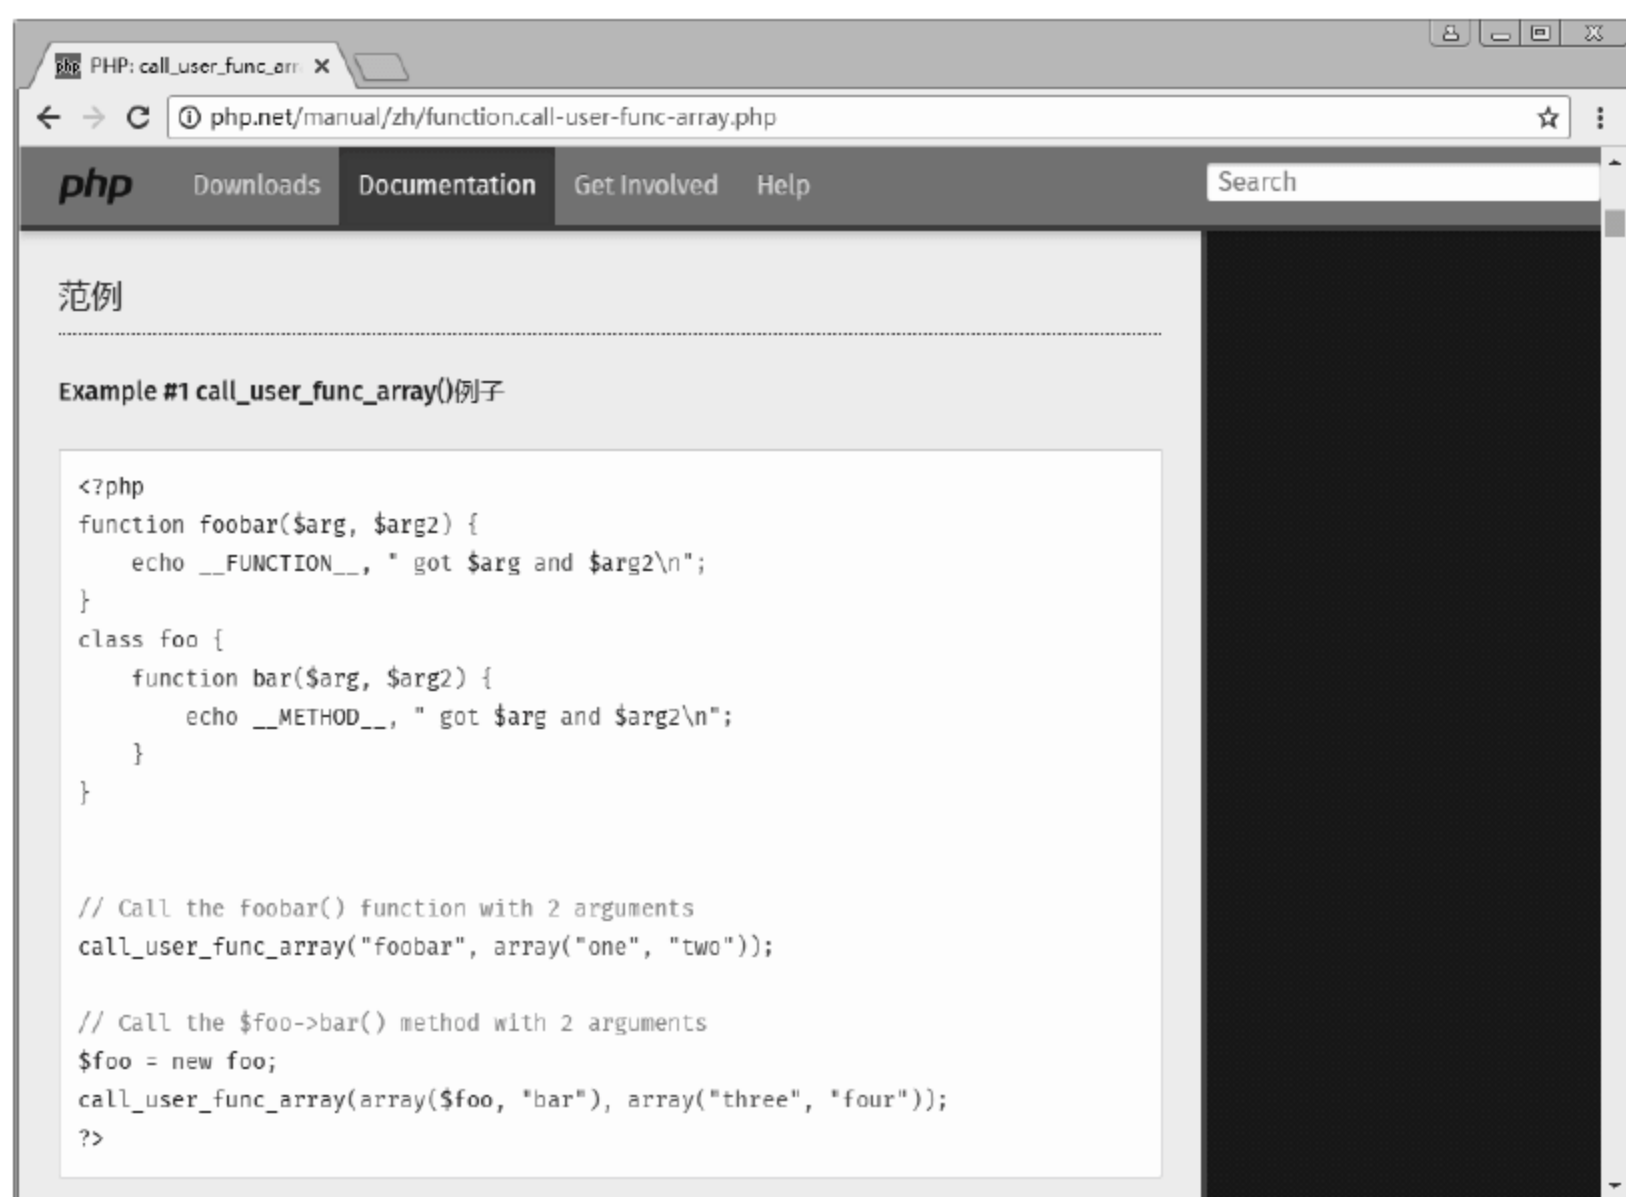 php PHP: call_user_func_arr
php.net/manual/zh/function.call-user-func-array.php
php Downloads Documentation Get Involved Help Search
范例
Example #1 call_user_func_array()例子
<?php
function foobar($arg, $arg2) {
    echo __FUNCTION__, " got $arg and $arg2\n";
}
class foo {
    function bar($arg, $arg2) {
        echo __METHOD__, " got $arg and $arg2\n";
    }
}
// Call the foobar() function with 2 arguments
call_user_func_array("foobar", array("one", "two"));
// Call the $foo->bar() method with 2 arguments
$foo = new foo;
call_user_func_array(array($foo, "bar"), array("three", "four"));
?>